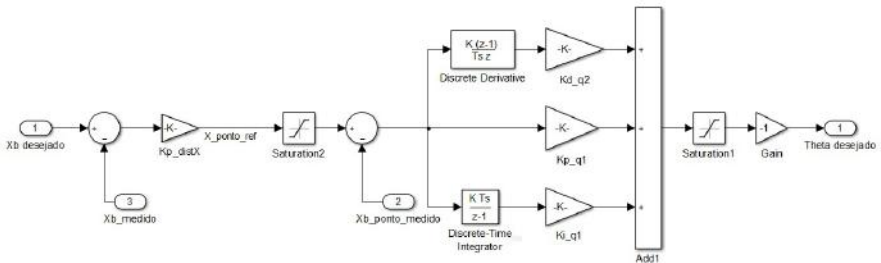 1
Xb desejado
+
-
-K-
Kp_distX
X_ponto_ref
3
Xb_medido
Saturation2
+
-
2
Xb_ponto_medido
K (z-1)
Ts z
Discrete Derivative
-K-
Kd_q2
-K-
Kp_q1
K Ts
z-1
Discrete-Time
Integrator
-K-
Ki_q1
+
+
+
Add1
Saturation1
-1
Gain
1
Theta desejado